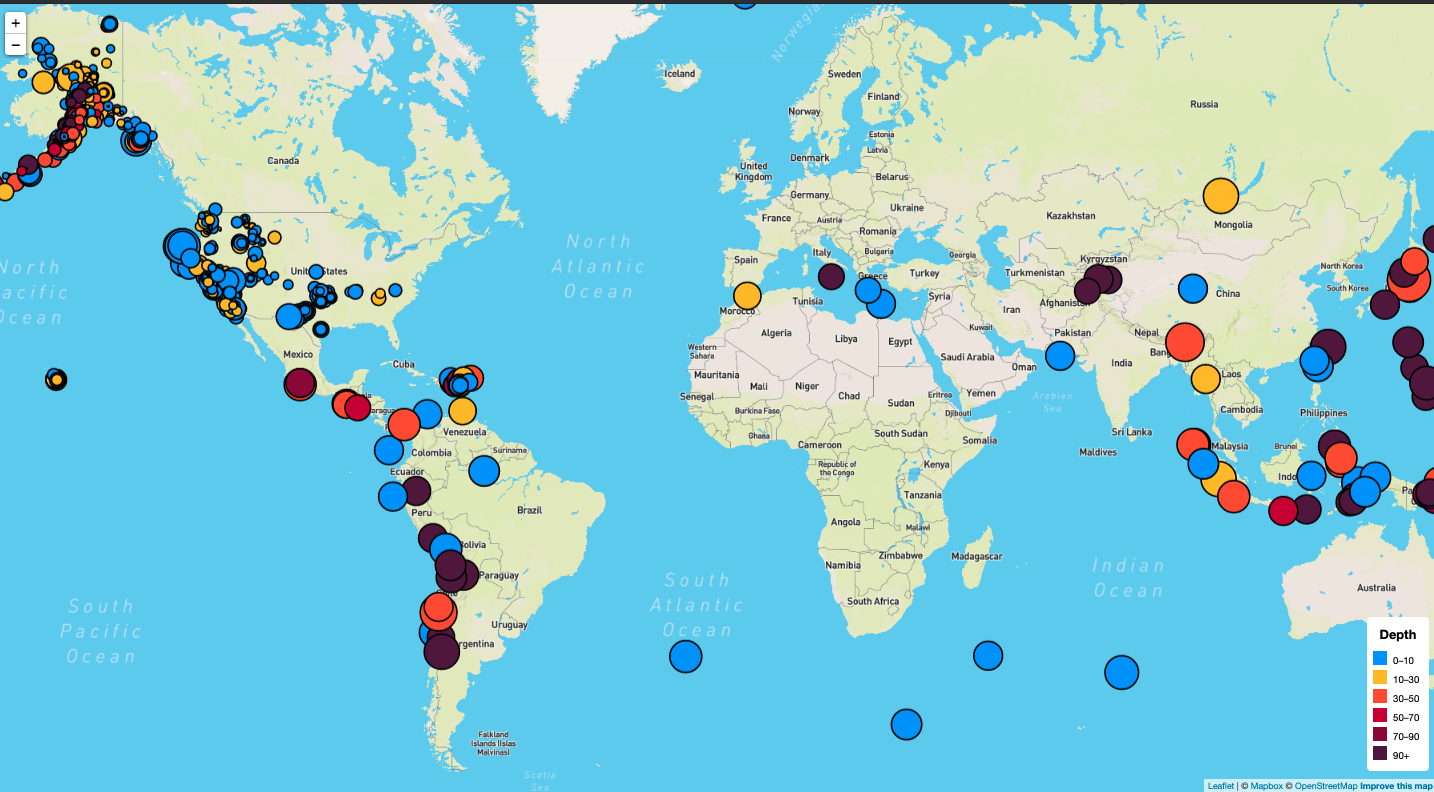 +
−
Norwegia
Iceland
Sweden
Finland
Norway
Russia
Estonia
Latvia
Denmark
Canada
United
Kingdom
Belarus
Germany
Ukraine
France
Austria
Kazakhstan
Mongolia
Romania
North
Atlantic
Ocean
Italy
Bulgaria
Georgia
Kyrgyzstan
Spain
North
acific
Ocean
United States
Greece
Turkey
Turkmenistan
North Korea
South Korea
China
Tunisia
Syria
Afghanistan
Iran
Morocco
Algeria
Libya
Egypt
Kuwait
Pakistan
Nepal
Bang
Mexico
Cuba
Western
Sahara
Saudi Arabia
Oman
India
Mauritania
Mali
Niger
Chad
Sudan
Eritrea
Yemen
Arabian
Sea
Laos
Senegal
Burkina Faso
Djibouti
Cambodia
Philippines
Ghana
Venezuela
Cameroon
South Sudan
Somalia
Sri Lanka
Maldives
Malaysia
Brunei
Colombia
Suriname
Republic of
the Congo
Kenya
Ecuador
Indo
Pa
Tanzania
Peru
Brazil
Angola
Malawi
Bolivia
Zimbabwe
Madagascar
Namibia
Indian
Ocean
Paraguay
South
Atlantic
Ocean
Australia
Chile
South
Pacific
Ocean
South Africa
Uruguay
rgentina
Falkland
Islands (Islas
Malvinas)
Scotia
Sea
Depth
0–10
10–30
30–50
50–70
70–90
90+
Leaflet | © Mapbox © OpenStreetMap Improve this map